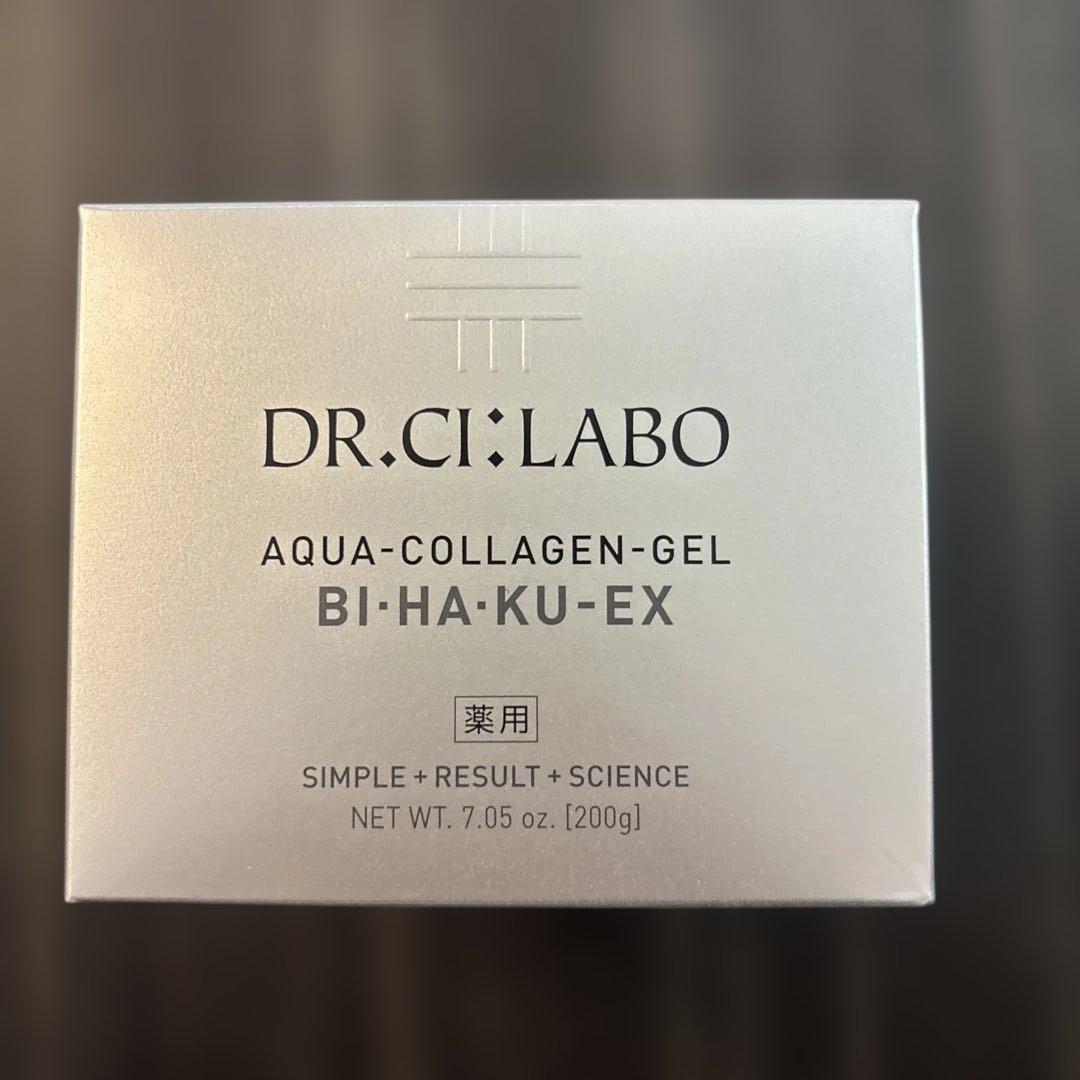 DR.CI:LABO
AQUA-COLLAGEN-GEL
BI·HA·KU-EX
薬用
SIMPLE + RESULT + SCIENCE
NET WT. 7.05 oz. [200g]